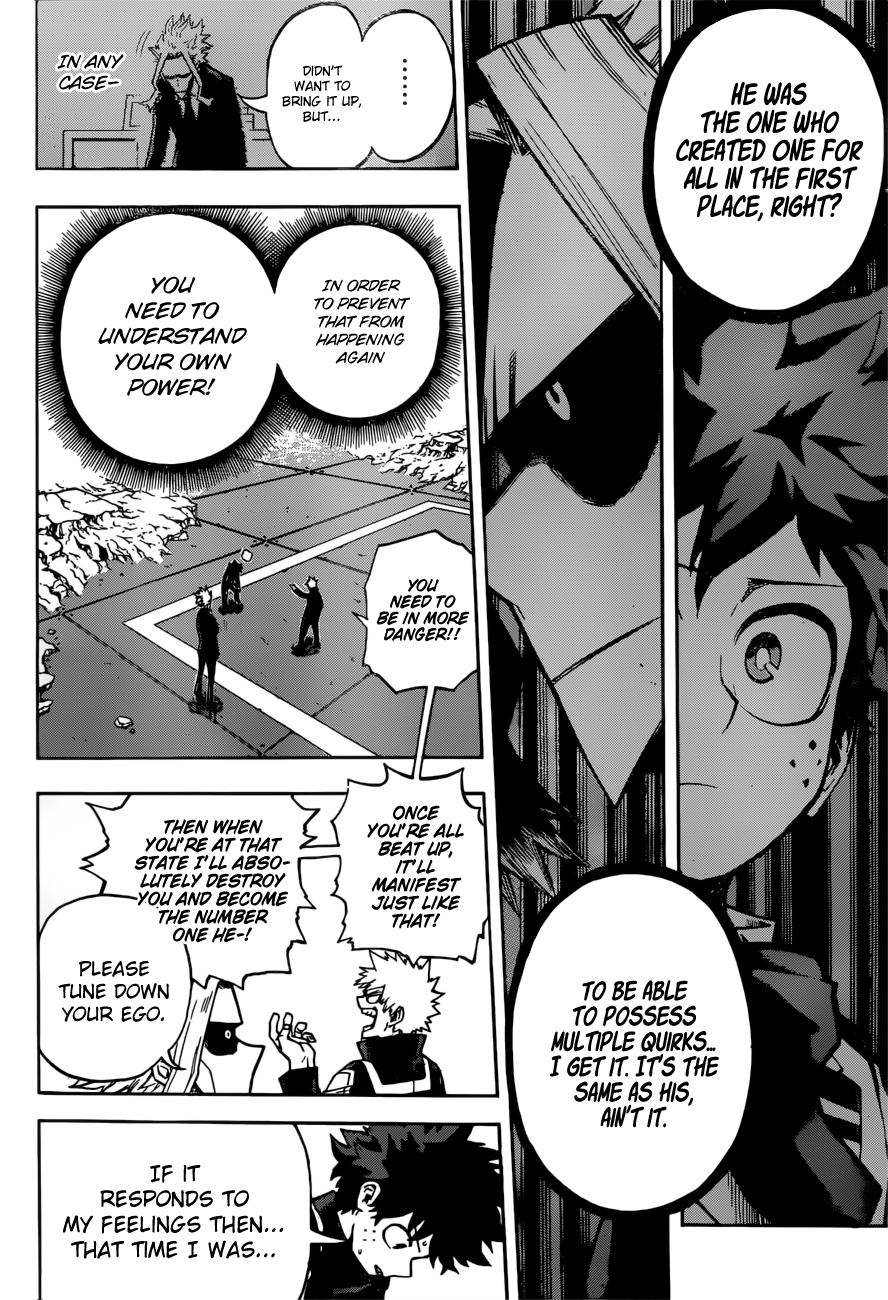 HE WAS
THE ONE WHO
CREATED ONE FOR
ALL IN THE FIRST
PLACE, RIGHT?
TO BE ABLE
TO POSSESS
MULTIPLE QUIRKS...
I GET IT. IT'S THE
SAME AS HIS,
AIN'T IT.
........
DIDN'T
WANT TO
BRING IT UP,
BUT...
IN ANY
CASE-
IN ORDER
TO PREVENT
THAT FROM
HAPPENING
AGAIN
YOU
NEED TO
UNDERSTAND
YOUR OWN
POWER!
YOU
NEED TO
BE IN MORE
DANGER!!
ONCE
YOU'RE ALL
BEAT UP,
IT'LL
MANIFEST
JUST LIKE
THAT!
THEN WHEN
YOU'RE AT THAT
STATE I'LL ABSO-
LUTELY DESTROY
YOU AND BECOME
THE NUMBER
ONE HE-!
PLEASE
TUNE DOWN
YOUR EGO.
IF IT
RESPONDS TO
MY FEELINGS THEN...
THAT TIME I WAS...